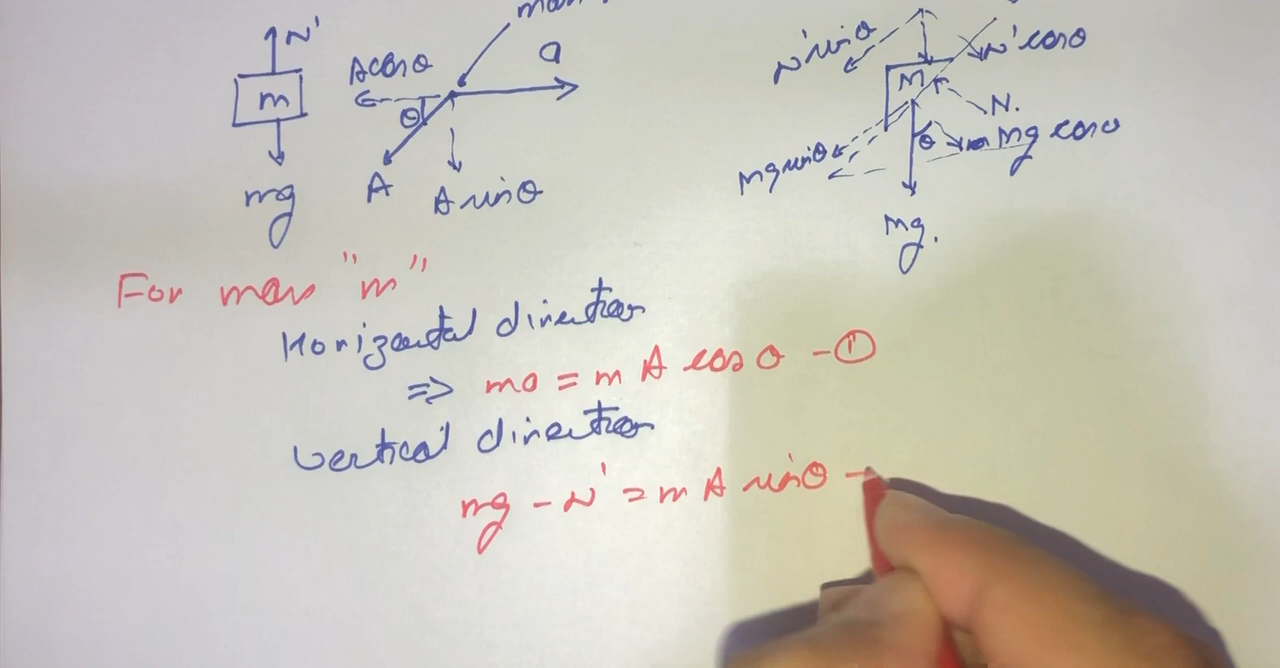 N'
m
mg
A cos θ
θ
a
A
A sin θ
N' sin θ
N' cos θ
M
N.
Mg sin θ
θ
Mg cos θ
Mg.
For mass "m"
Horizontal direction
=> ma = m A cos θ - ①
Vertical direction
mg - N' = m A sin θ -